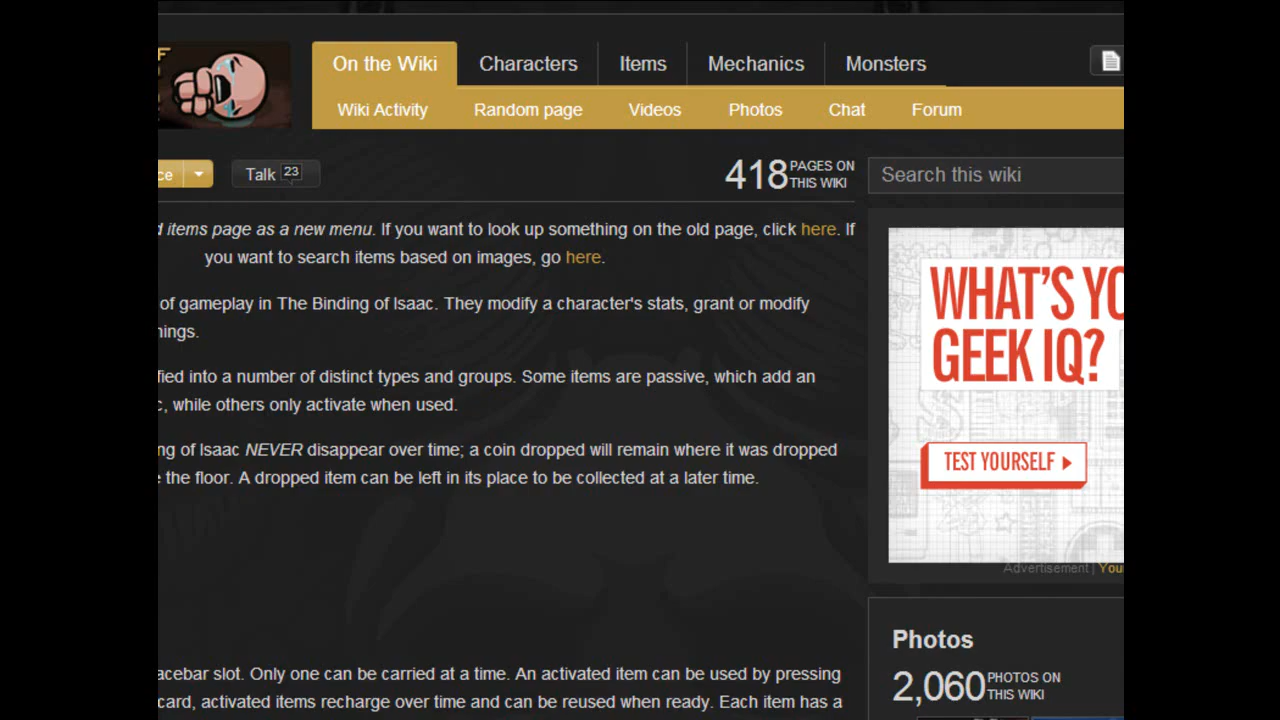 On the Wiki Characters Items Mechanics Monsters
Wiki Activity Random page Videos Photos Chat Forum
ce Talk 23 418 PAGES ON THIS WIKI Search this wiki
d items page as a new menu. If you want to look up something on the old page, click here. If
you want to search items based on images, go here.
of gameplay in The Binding of Isaac. They modify a character's stats, grant or modify
nings.
fied into a number of distinct types and groups. Some items are passive, which add an
c, while others only activate when used.
ng of Isaac NEVER disappear over time; a coin dropped will remain where it was dropped
the floor. A dropped item can be left in its place to be collected at a later time.
acebar slot. Only one can be carried at a time. An activated item can be used by pressing
card, activated items recharge over time and can be reused when ready. Each item has a
WHAT'S YO
GEEK IQ?
TEST YOURSELF
Advertisement | Your
Photos
2,060 PHOTOS ON THIS WIKI